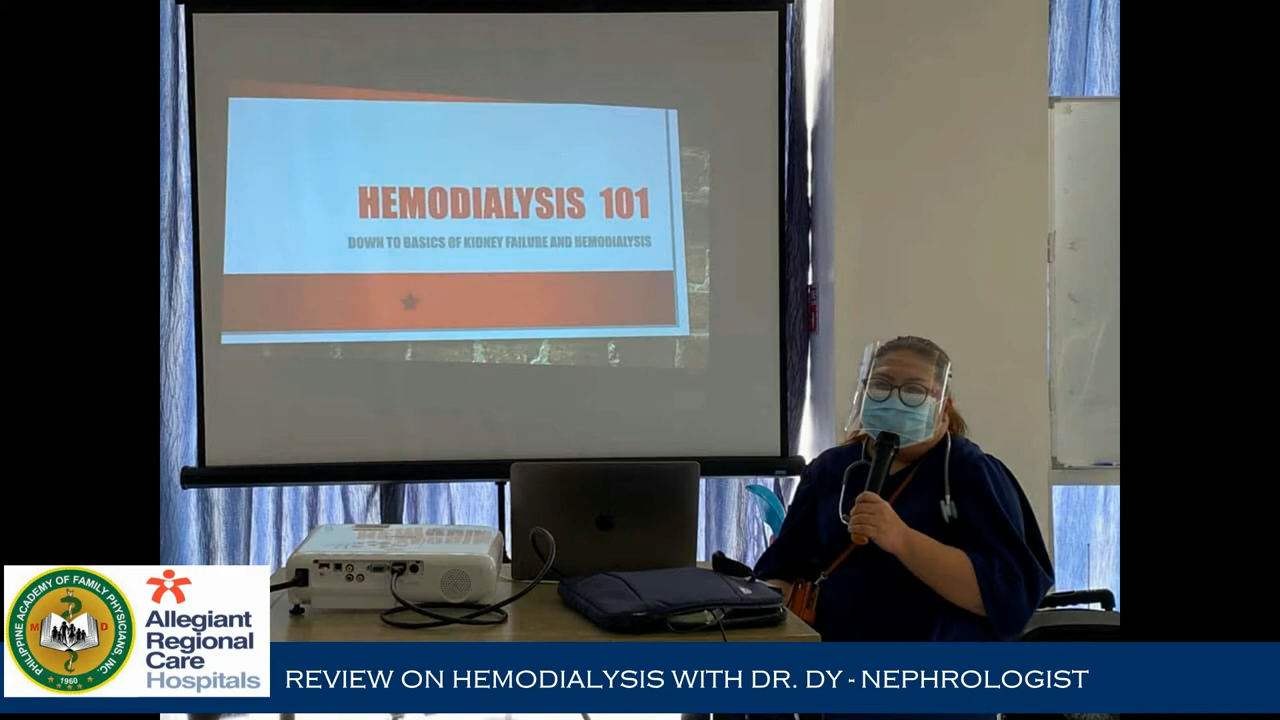 HEMODIALYSIS 101
DOWN TO BASICS OF KIDNEY FAILURE AND HEMODIALYSIS
PHILIPPINE ACADEMY OF FAMILY PHYSICIANS, INC.
M D
1960
Allegiant
Regional
Care
Hospitals
REVIEW ON HEMODIALYSIS WITH DR. DY - NEPHROLOGIST